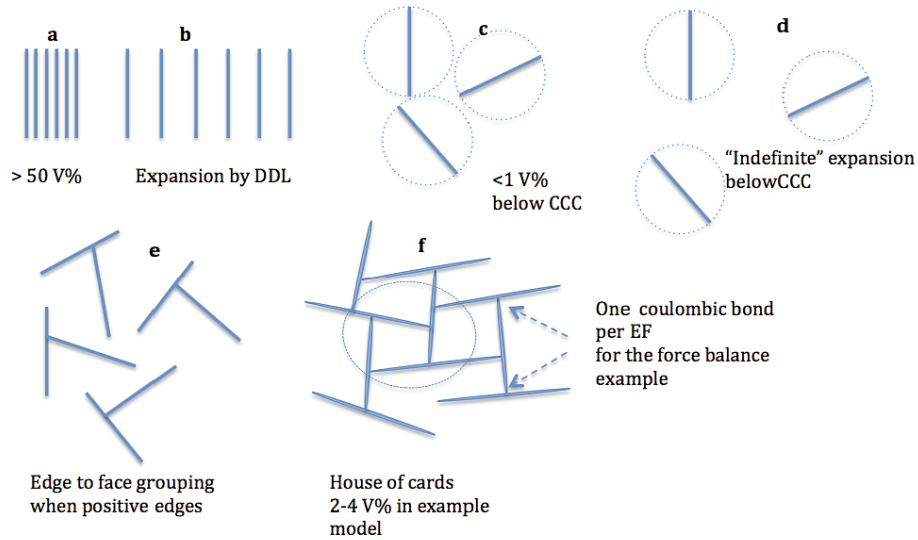 a
b
c
d
> 50 V%
Expansion by DDL
<1 V%
below CCC
“Indefinite” expansion
belowCCC
e
f
One coulombic bond
per EF
for the force balance
example
Edge to face grouping
when positive edges
House of cards
2-4 V% in example
model